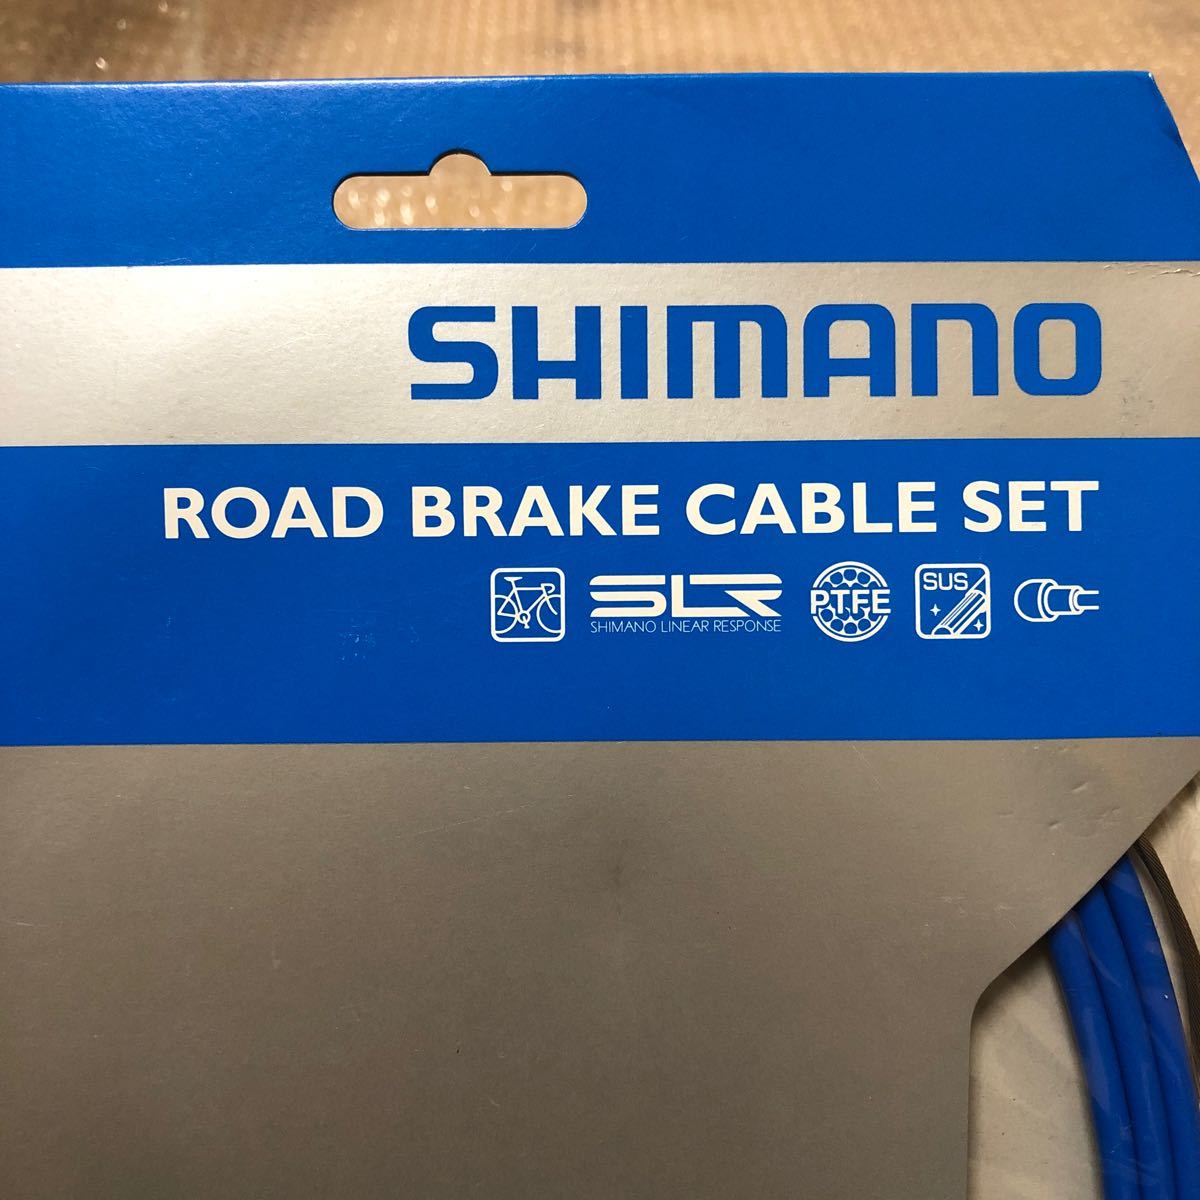 SHIMANO
ROAD BRAKE CABLE SET
SLR PTFE SUS
SHIMANO LINEAR RESPONSE